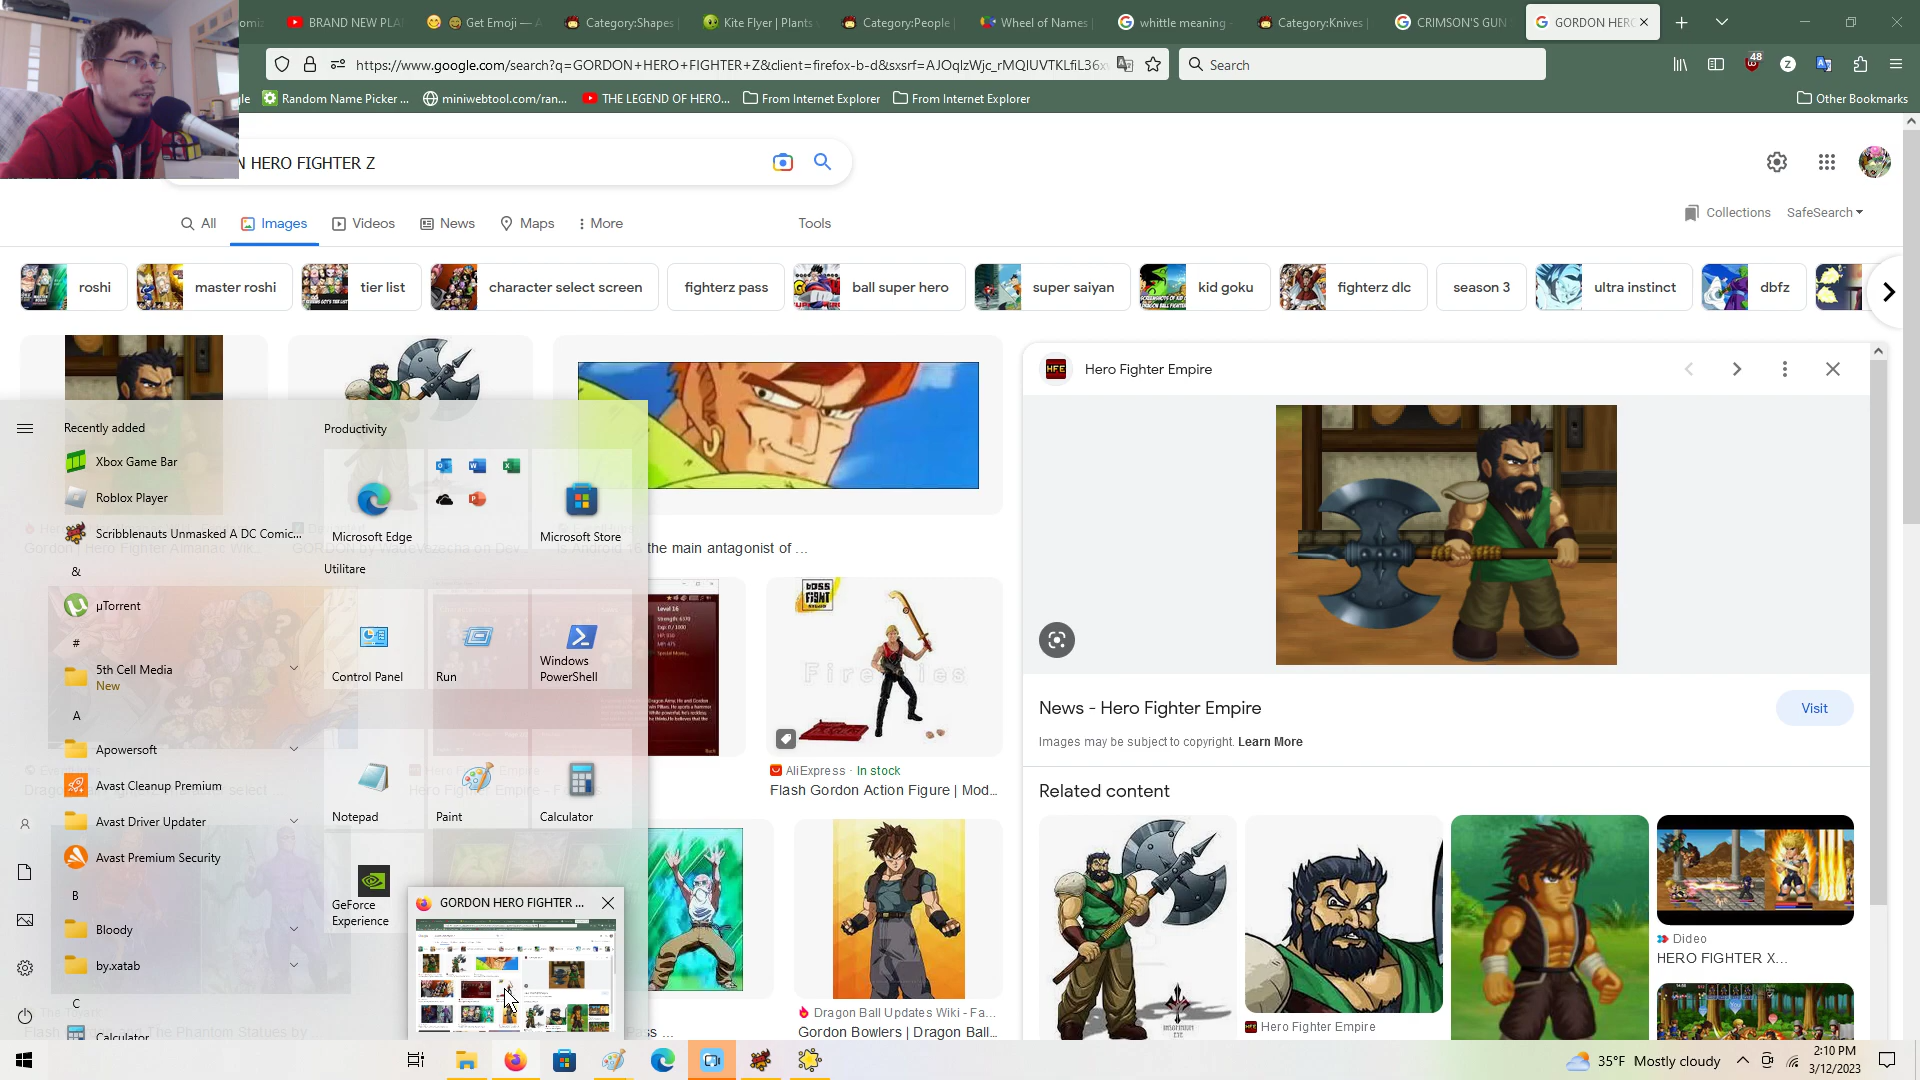 BRAND NEW PLA
Get Emoji —
Category:Shapes
Kite Flyer | Plants
Category:People
Wheel of Names
whittle meaning -
Category:Knives
CRIMSON'S GUN
GORDON HERO
https://www.google.com/search?q=GORDON+HERO+FIGHTER+Z&client=firefox-b-d&sxsrf=AJOqlzWjc_rMQlUVTKLfiL36x
Search
48
Random Name Picker ...
miniwebtool.com/ran...
THE LEGEND OF HERO...
From Internet Explorer
From Internet Explorer
Other Bookmarks
N HERO FIGHTER Z
All
Images
Videos
News
Maps
More
Tools
Collections
SafeSearch
roshi
master roshi
tier list
character select screen
fighterz pass
ball super hero
super saiyan
kid goku
fighterz dlc
season 3
ultra instinct
dbfz
HFE
Hero Fighter Empire
Recently added
Xbox Game Bar
Roblox Player
Scribblenauts Unmasked A DC Comic...
&
µTorrent
#
5th Cell Media
New
A
Apowersoft
Avast Cleanup Premium
Avast Driver Updater
Avast Premium Security
B
Bloody
by.xatab
C
Calculator
Productivity
Microsoft Edge
Microsoft Store
Utilitare
Control Panel
Run
Windows
PowerShell
Notepad
Paint
Calculator
GeForce
Experience
GORDON HERO FIGHTER ...
the main antagonist of ...
Level 16
BOSS
FIGHT
Fire Files
AliExpress · In stock
Flash Gordon Action Figure | Mod...
Dragon Ball Updates Wiki - Fa...
Gordon Bowlers | Dragon Ball...
News - Hero Fighter Empire
Visit
Images may be subject to copyright. Learn More
Related content
HFE Hero Fighter Empire
Dideo
HERO FIGHTER X...
35°F Mostly cloudy
2:10 PM
3/12/2023